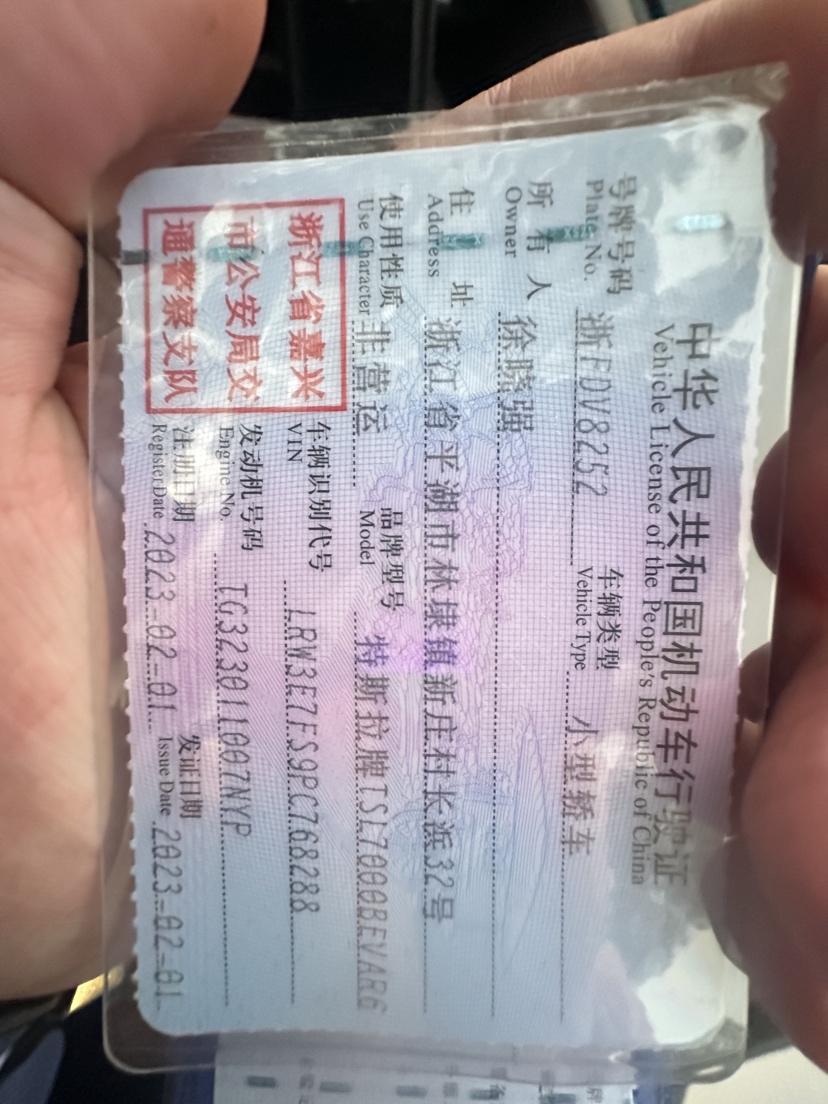 中华人民共和国机动车行驶证
Vehicle License of the People's Republic of China
号牌号码 浙FDV8252 车辆类型 小型轿车
Plate No. Vehicle Type
所有人 徐晓强
Owner
住址 浙江省平湖市林埭镇新庄村长浜32号
Address
使用性质 非营运 品牌型号 特斯拉牌TSL7000BEVAR6
Use Character Model
浙江省嘉兴
市公安局交
通警察支队
车辆识别代号 LRW3E7FS9PC768288
VIN
发动机号码 TG323011007NYP
Engine No.
注册日期 2023-02-01 发证日期 2023-02-01
Register Date Issue Date